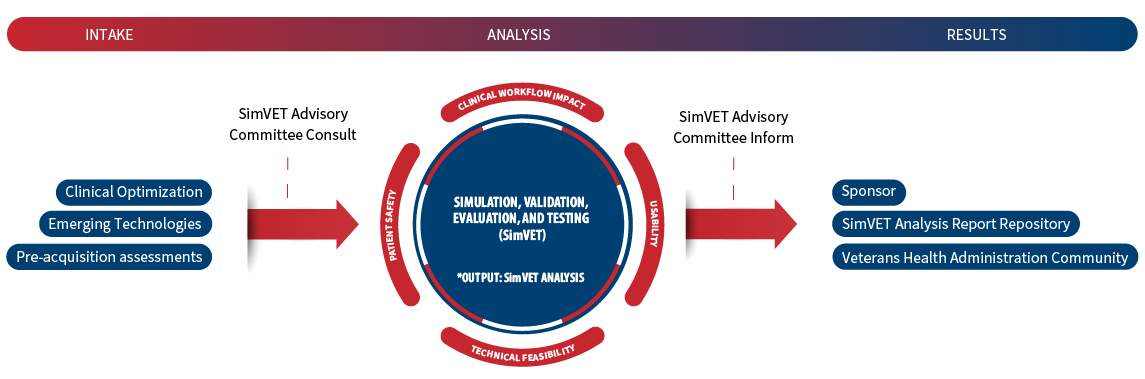 INTAKE
ANALYSIS
RESULTS
SimVET Advisory
Committee Consult
Clinical Optimization
Emerging Technologies
Pre-acquisition assessments
CLINICAL WORKFLOW IMPACT
PATIENT SAFETY
SIMULATION, VALIDATION,
EVALUATION, AND TESTING
(SimVET)
*OUTPUT: SimVET ANALYSIS
USABILITY
TECHNICAL FEASIBILITY
SimVET Advisory
Committee Inform
Sponsor
SimVET Analysis Report Repository
Veterans Health Administration Community